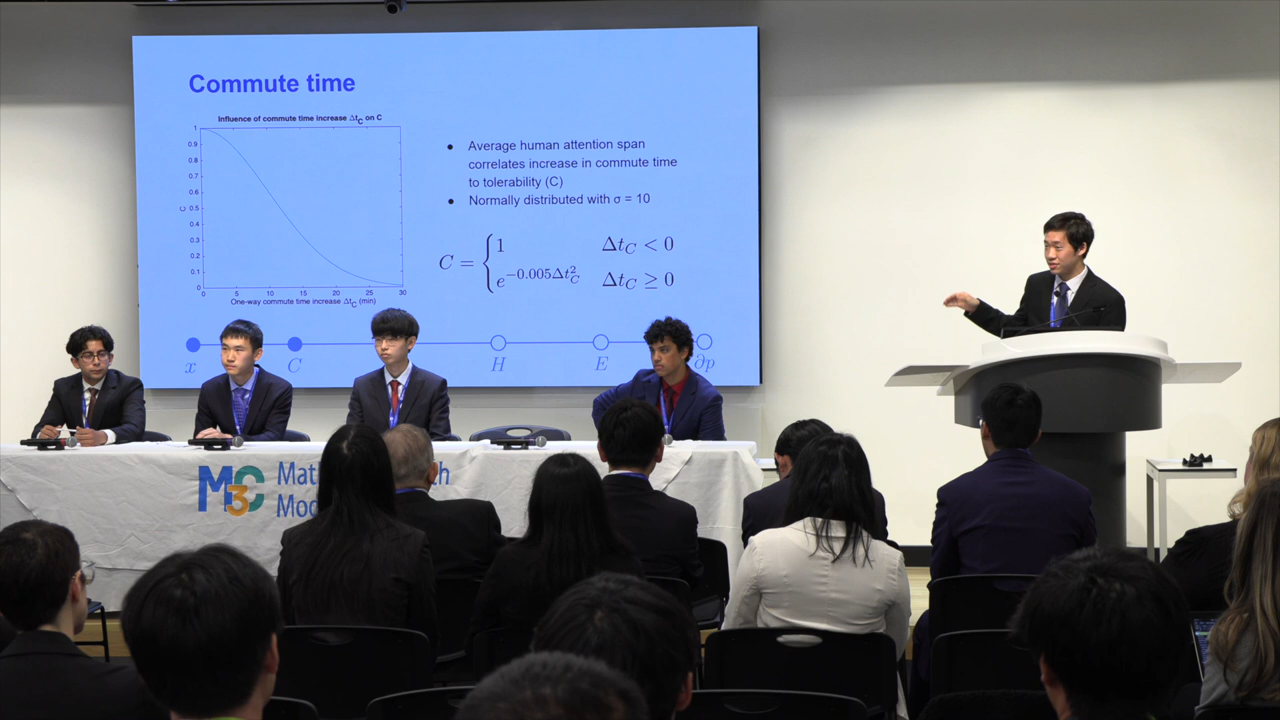 Commute time
Influence of commute time increase Δt_C on C
1
0.9
0.8
0.7
0.6
0.5
0.4
0.3
0.2
0.1
0
C
0 5 10 15 20 25 30
One-way commute time increase Δt_C (min)
● Average human attention span
correlates increase in commute time
to tolerability (C)
● Normally distributed with σ = 10
C = { 1 Δt_C < 0
e^{-0.005Δt_C^2} Δt_C ≥ 0
x C H E ∂p
M3C